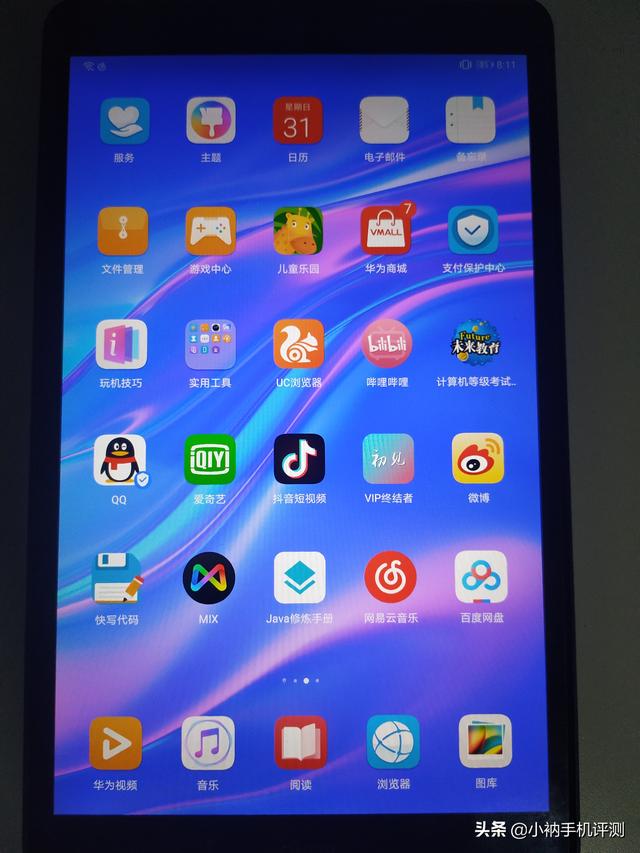 8:11
星期日
31
服务
主题
日历
电子邮件
备忘录
7
VMALL
文件管理
游戏中心
儿童乐园
华为商城
支付保护中心
bilibili
Future
未来教育
玩机技巧
实用工具
UC浏览器
哔哩哔哩
计算机等级考试...
iQIYI
初见
QQ
爱奇艺
抖音短视频
VIP终结者
微博
快写代码
MIX
Java修炼手册
网易云音乐
百度网盘
华为视频
音乐
阅读
浏览器
图库
头条 @小衲手机评测